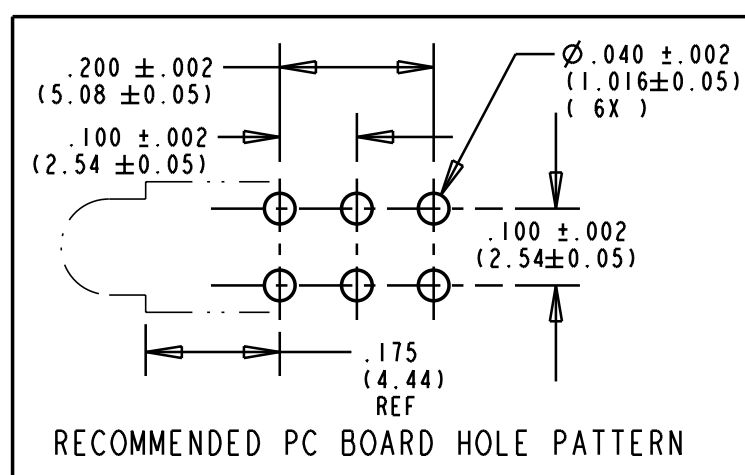 .200 ±.002
(5.08 ±0.05)
.100 ±.002
(2.54 ±0.05)
Ø .040 ±.002
(1.016±0.05)
( 6X )
.100 ±.002
(2.54±0.05)
.175
(4.44)
REF
RECOMMENDED PC BOARD HOLE PATTERN